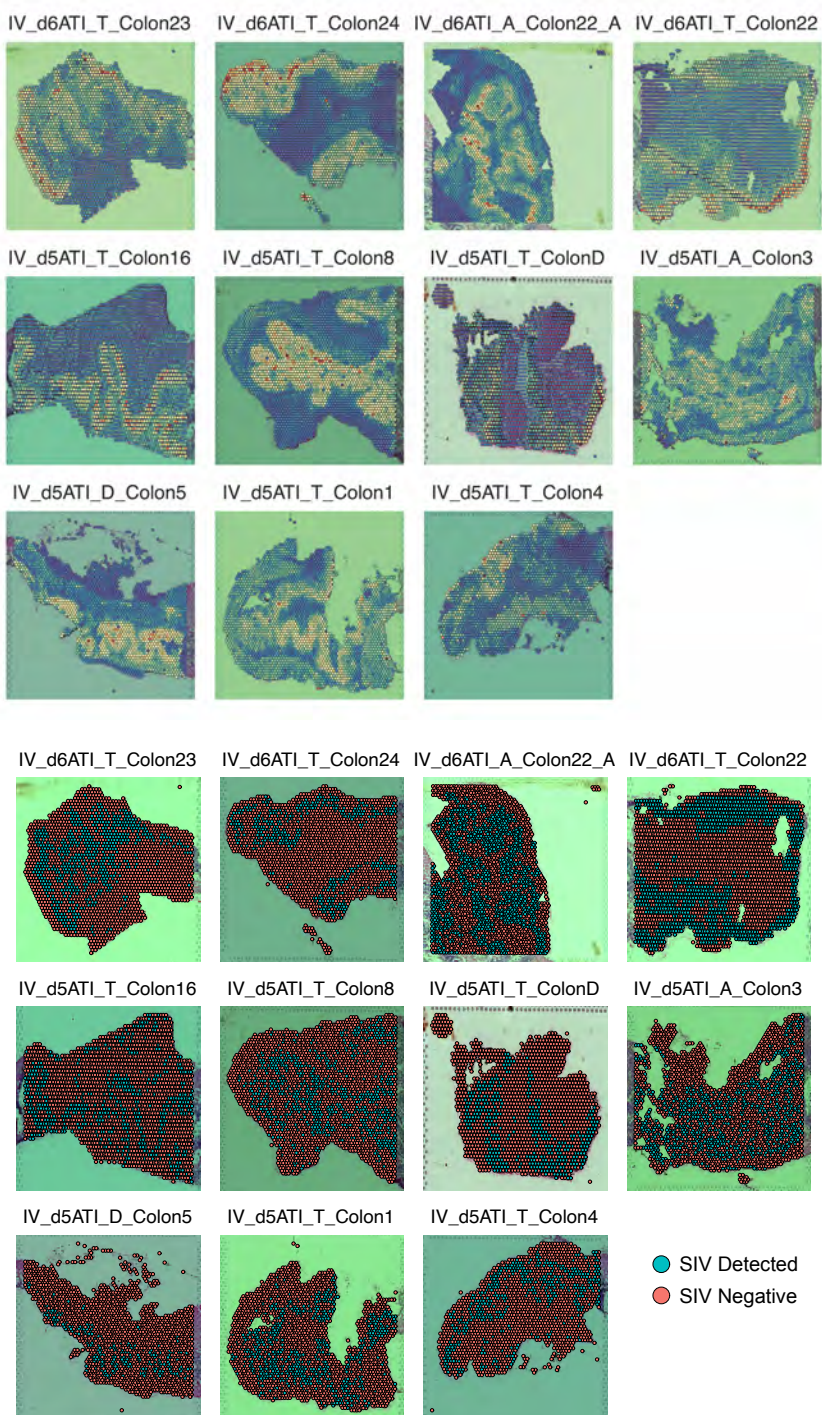 IV_d6ATI_T_Colon23 IV_d6ATI_T_Colon24 IV_d6ATI_A_Colon22_A IV_d6ATI_T_Colon22
IV_d5ATI_T_Colon16 IV_d5ATI_T_Colon8 IV_d5ATI_T_ColonD IV_d5ATI_A_Colon3
IV_d5ATI_D_Colon5 IV_d5ATI_T_Colon1 IV_d5ATI_T_Colon4
IV_d6ATI_T_Colon23 IV_d6ATI_T_Colon24 IV_d6ATI_A_Colon22_A IV_d6ATI_T_Colon22
IV_d5ATI_T_Colon16 IV_d5ATI_T_Colon8 IV_d5ATI_T_ColonD IV_d5ATI_A_Colon3
IV_d5ATI_D_Colon5 IV_d5ATI_T_Colon1 IV_d5ATI_T_Colon4
SIV Detected
SIV Negative